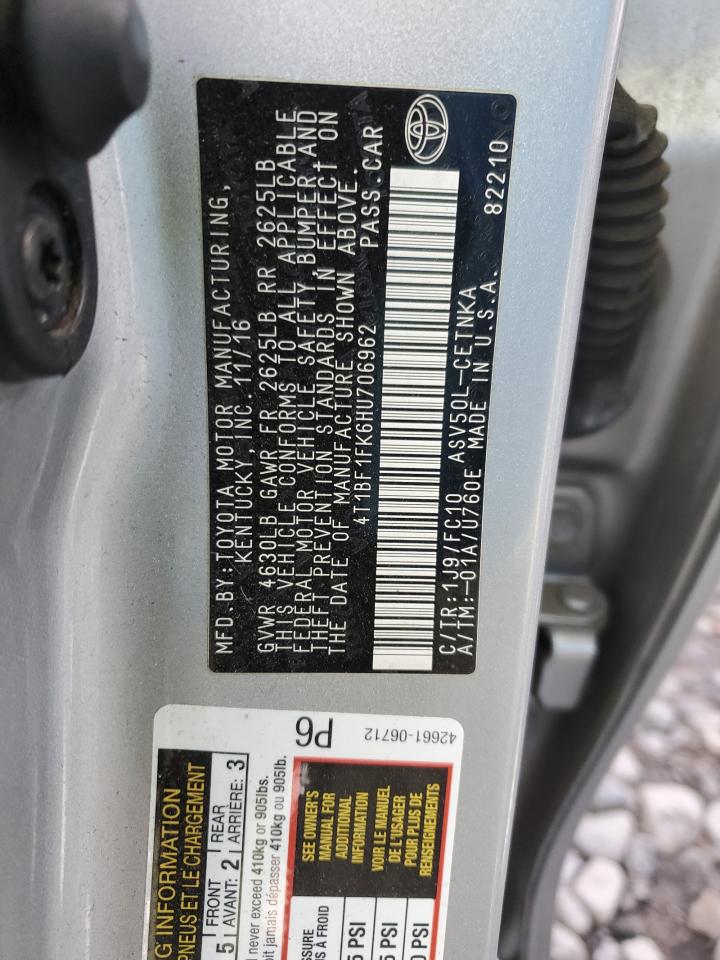 MFD.BY:TOYOTA MOTOR MANUFACTURING,
KENTUCKY,INC. 11/16
GVWR 4630LB GAWR FR 2625LB RR 2625LB
THIS VEHICLE CONFORMS TO ALL APPLICABLE
FEDERAL MOTOR VEHICLE SAFETY, BUMPER,AND
THEFT PREVENTION STANDARDS IN EFFECT ON
THE DATE OF MANUFACTURE SHOWN ABOVE.
4T1BF1FK6HU706962 PASS.CAR
C/TR:1J9/FC10 ASV50L-CETNKA
A/TM:-01A/U760E MADE IN U.S.A. 82210
P6
42661-06712
G INFORMATION
PNEUS ET LE CHARGEMENT
5 FRONT AVANT: 2 REAR ARRIÈRE: 3
never exceed 410kg or 905lbs.
jamais dépasser 410kg ou 905lb.
SEE OWNER'S
MANUAL FOR
ADDITIONAL
INFORMATION
VOIR LE MANUEL
DE L'USAGER
POUR PLUS DE
RENSEIGNEMENTS
À FROID
5 PSI
5 PSI
0 PSI